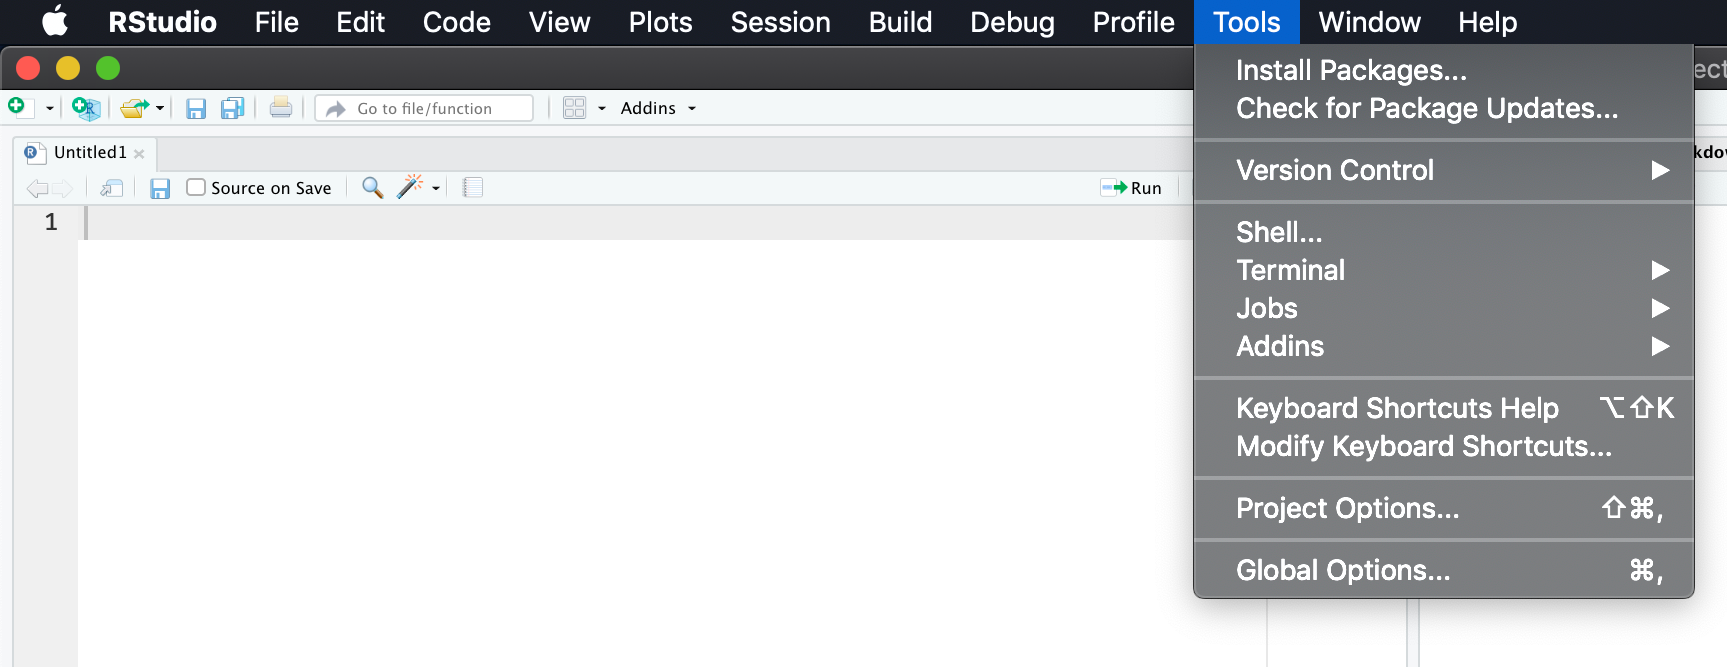 RStudio File Edit Code View Plots Session Build Debug Profile Tools Window Help
Go to file/function Addins
Untitled1
Source on Save Run
1
Install Packages...
Check for Package Updates...
Version Control
Shell...
Terminal
Jobs
Addins
Keyboard Shortcuts Help ⌥⇧K
Modify Keyboard Shortcuts...
Project Options... ⇧⌘,
Global Options... ⌘,